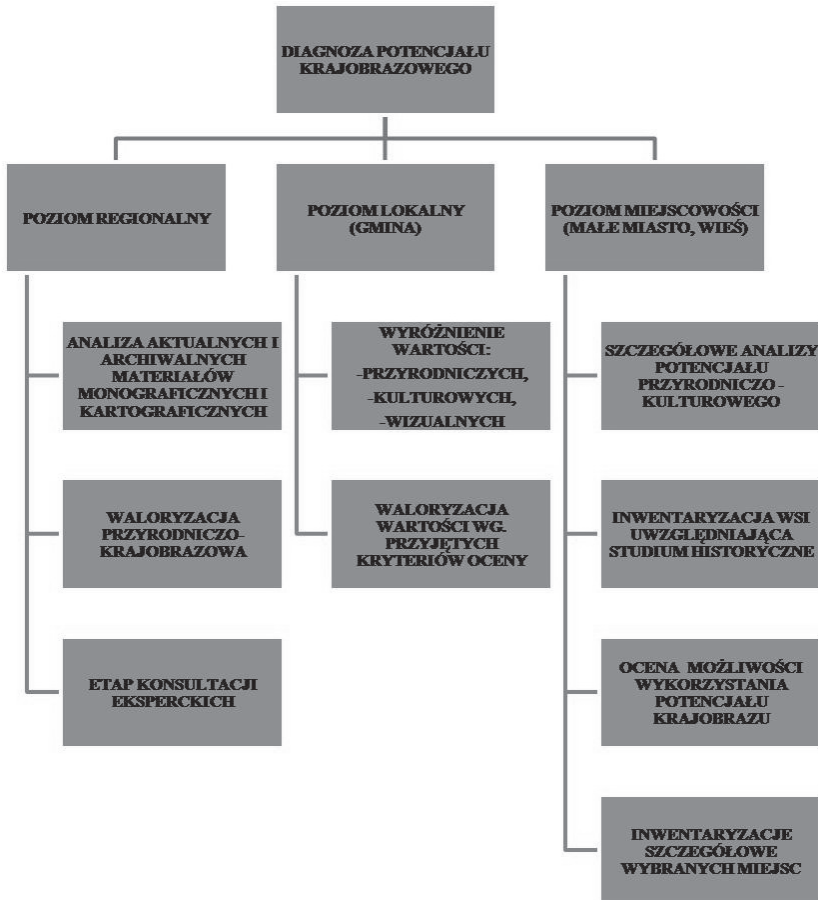 DIAGNOZA POTENCJAŁU
KRAJOBRAZOWEGO
POZIOM REGIONALNY
ANALIZA AKTUALNYCH I
ARCHIWALNYCH
MATERIAŁÓW
MONOGRAFICZNYCH I
KARTOGRAFICZNYCH
WALORYZACJA
PRZYRODNICZO-
KRAJOBRAZOWA
ETAP KONSULTACJI
EKSPERCKICH
POZIOM LOKALNY
(GMINA)
WYRÓŻNIENIE
WARTOŚCI:
-PRZYRODNICZYCH,
-KULTUROWYCH,
-WIZUALNYCH
WALORYZACJA
WARTOŚCI WG.
PRZYJĘTYCH
KRYTERIÓW OCENY
POZIOM MIEJSCOWOŚCI
(MAŁE MIASTO, WIEŚ)
SZCZEGÓŁOWE ANALIZY
POTENCJAŁU
PRZYRODNICZO -
KULTUROWEGO
INWENTARYZACJA WSI
UWZGLĘDNIAJĄCA
STUDIUM HISTORYCZNE
OCENA MOŻLIWOŚCI
WYKORZYSTANIA
POTENCJAŁU
KRAJOBRAZU
INWENTARYZACJE
SZCZEGÓŁOWE
WYBRANYCH MIEJSC